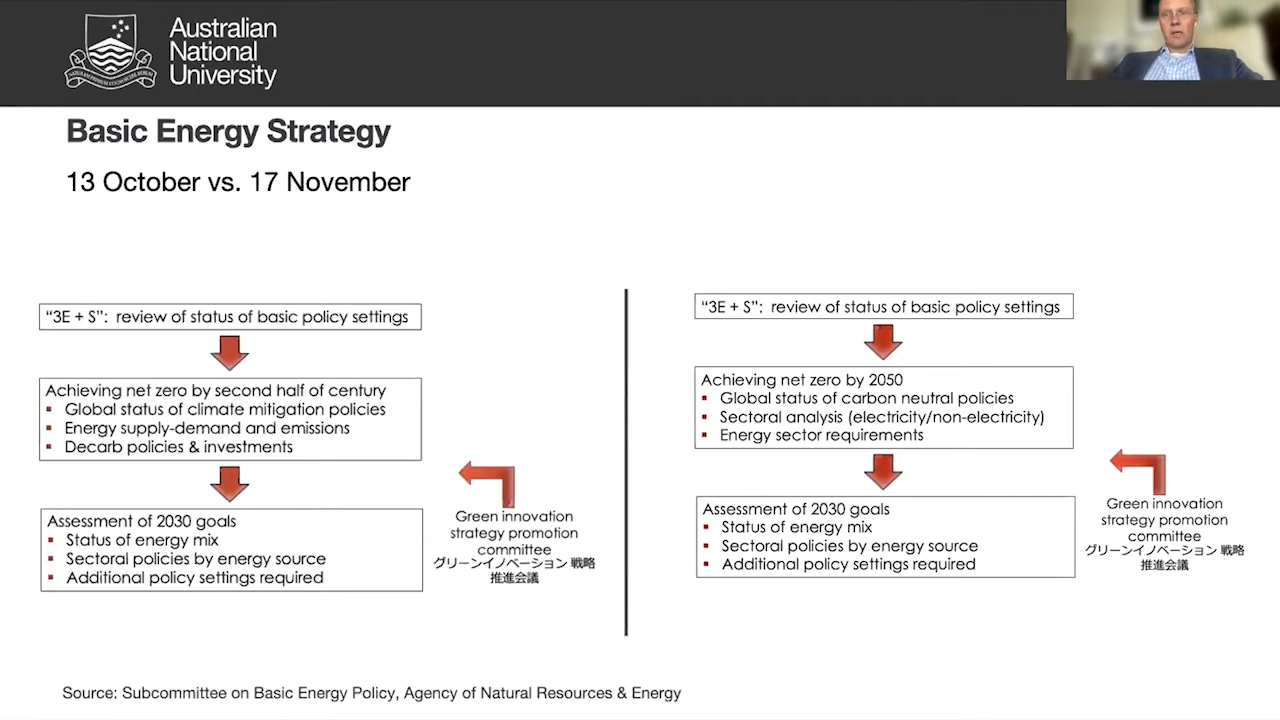 Australian
National
University
Basic Energy Strategy
13 October vs. 17 November
“3E + S”: review of status of basic policy settings
Achieving net zero by second half of century
▪ Global status of climate mitigation policies
▪ Energy supply-demand and emissions
▪ Decarb policies & investments
Assessment of 2030 goals
▪ Status of energy mix
▪ Sectoral policies by energy source
▪ Additional policy settings required
Green innovation
strategy promotion
committee
グリーンイノベーション 戦略
推進会議
“3E + S”: review of status of basic policy settings
Achieving net zero by 2050
▪ Global status of carbon neutral policies
▪ Sectoral analysis (electricity/non-electricity)
▪ Energy sector requirements
Assessment of 2030 goals
▪ Status of energy mix
▪ Sectoral policies by energy source
▪ Additional policy settings required
Green innovation
strategy promotion
committee
グリーンイノベーション 戦略
推進会議
Source: Subcommittee on Basic Energy Policy, Agency of Natural Resources & Energy